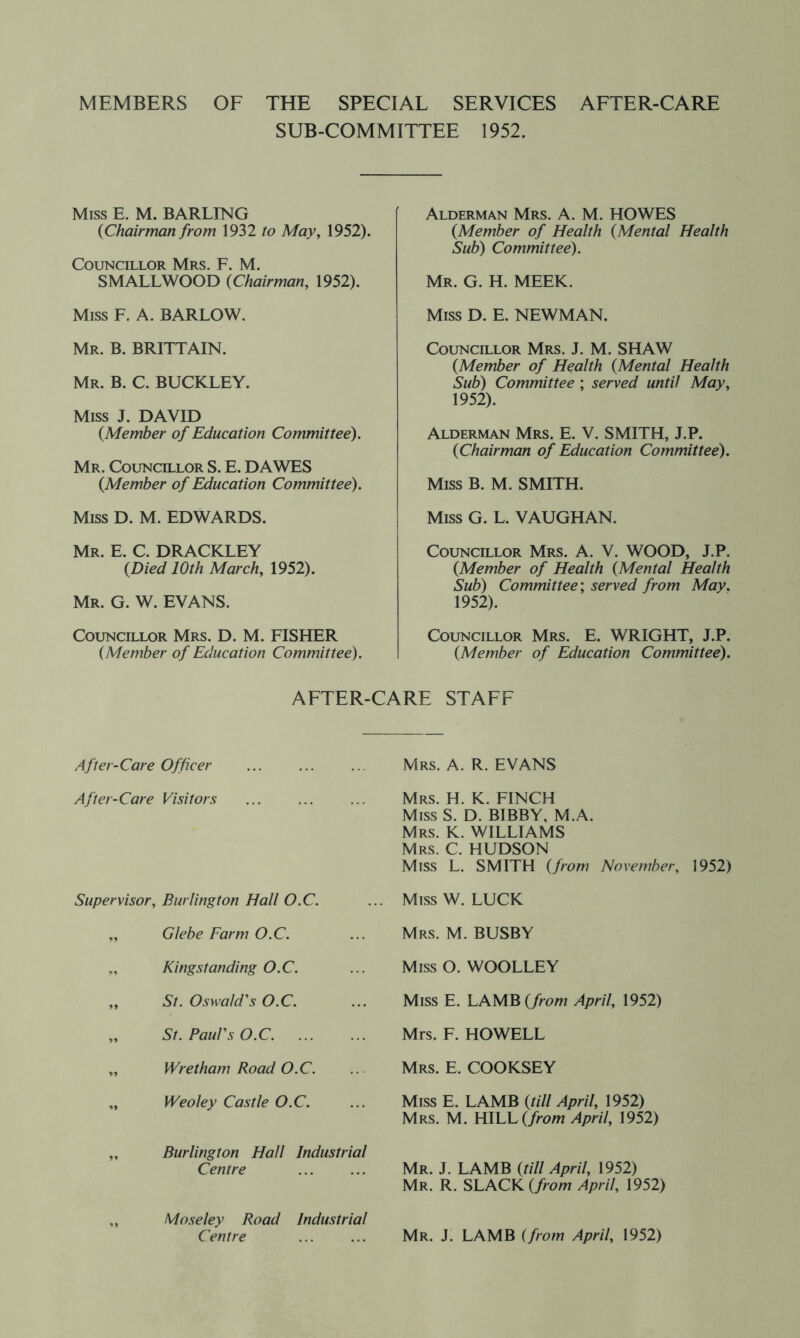 MEMBERS OF THE SPECIAL SERVICES AFTER-CARE
SUB-COMMITTEE 1952.
Miss E. M. BARLING
(Chairman from 1932 to May, 1952).
Councillor Mrs. F. M.
SMALLWOOD (Chairman, 1952).
Miss F. A. BARLOW.
Mr. B. BRITTAIN.
Mr. B. C. BUCKLEY.
Miss J. DAVID
(Member of Education Committee).
Mr. Councillor S. E. DAWES
(Member of Education Committee).
Miss D. M. EDWARDS.
Mr. E. C. DRACKLEY
(Died 10th March, 1952).
Mr. G. W. EVANS.
Councillor Mrs. D. M. FISHER
(Member of Education Committee).
Alderman Mrs. A. M. HOWES
(Member of Health (Mental Health
Sub) Committee).
Mr. G. H. MEEK.
Miss D. E. NEWMAN.
Councillor Mrs. J. M. SHAW
(Member of Health (Mental Health
Sub) Committee ; served until May,
1952).
Alderman Mrs. E. V. SMITH, J.P.
(Chairman of Education Committee).
Miss B. M. SMITH.
Miss G. L. VAUGHAN.
Councillor Mrs. A. V. WOOD, J.P.
(Member of Health (Mental Health
Sub) Committee; served from May,
1952).
Councillor Mrs. E. WRIGHT, J.P.
(Member of Education Committee).
AFTER-CARE STAFF
After-Care Officer ... ... ... Mrs. A. R. EVANS
After-Care Visitors ... ... ... Mrs. H. K. FINCH
Miss S. D. BIBBY, M.A.
Mrs. K. WILLIAMS
Mrs. C. HUDSON
Miss L. SMITH (from November, 1952)
Supervisor, Burlington Hall O.C. ... Miss W. LUCK
„ Glebe Farm O.C. ... Mrs. M. BUSBY
„ Kingstanding O.C. ... Miss O. WOOLLEY
„ St. Oswald's O.C. ... Miss E. LAMB (from April, 1952)
„ St. Paul's O.C. ... ... Mrs. F. HOWELL
„ Wretham Road O.C. ... Mrs. E. COOKSEY
„ Weoley Castle O.C. ... Miss E. LAMB (till April, 1952)
Mrs. M. HILL (from April, 1952)
„ Burlington Hall Industrial
Centre ... ... Mr. J. LAMB (till April, 1952)
Mr. R. SLACK (from April, 1952)
„ Moseley Road Industrial
Centre ... ... Mr. J. LAMB (from April, 1952)